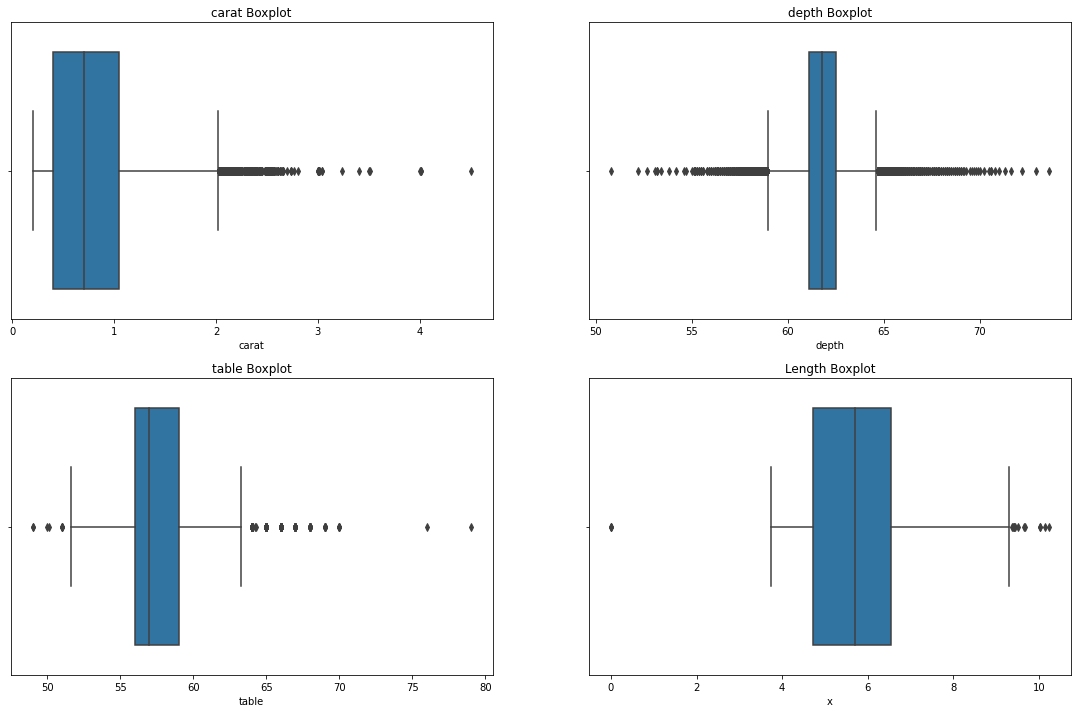 carat Boxplot
0 1 2 3 4
carat
depth Boxplot
50 55 60 65 70
depth
table Boxplot
50 55 60 65 70 75 80
table
Length Boxplot
0 2 4 6 8 10
x